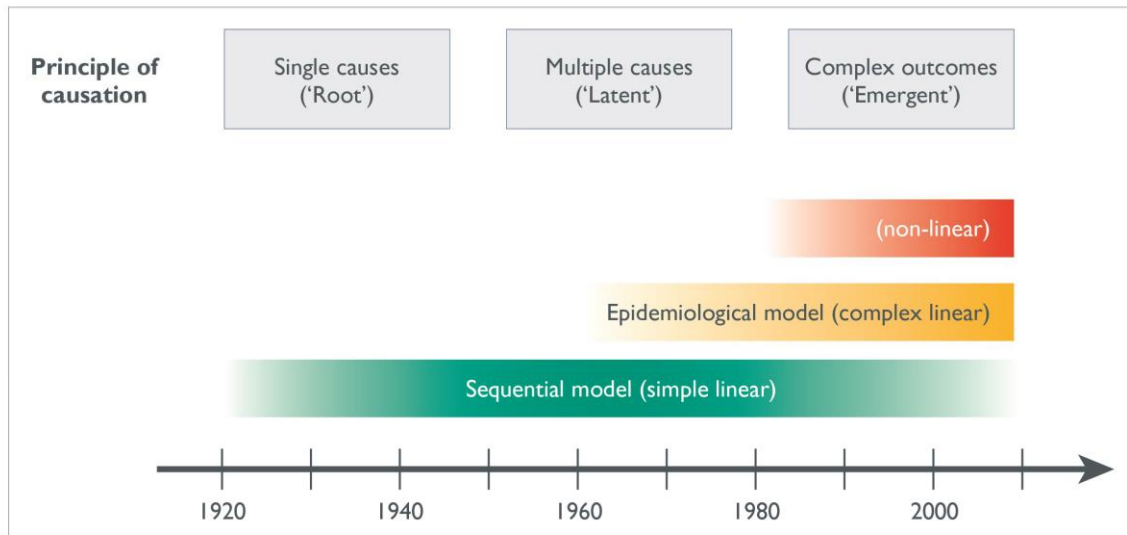 Principle of
causation
Single causes
(‘Root’)
Multiple causes
(‘Latent’)
Complex outcomes
(‘Emergent’)
(non-linear)
Epidemiological model (complex linear)
Sequential model (simple linear)
1920
1940
1960
1980
2000